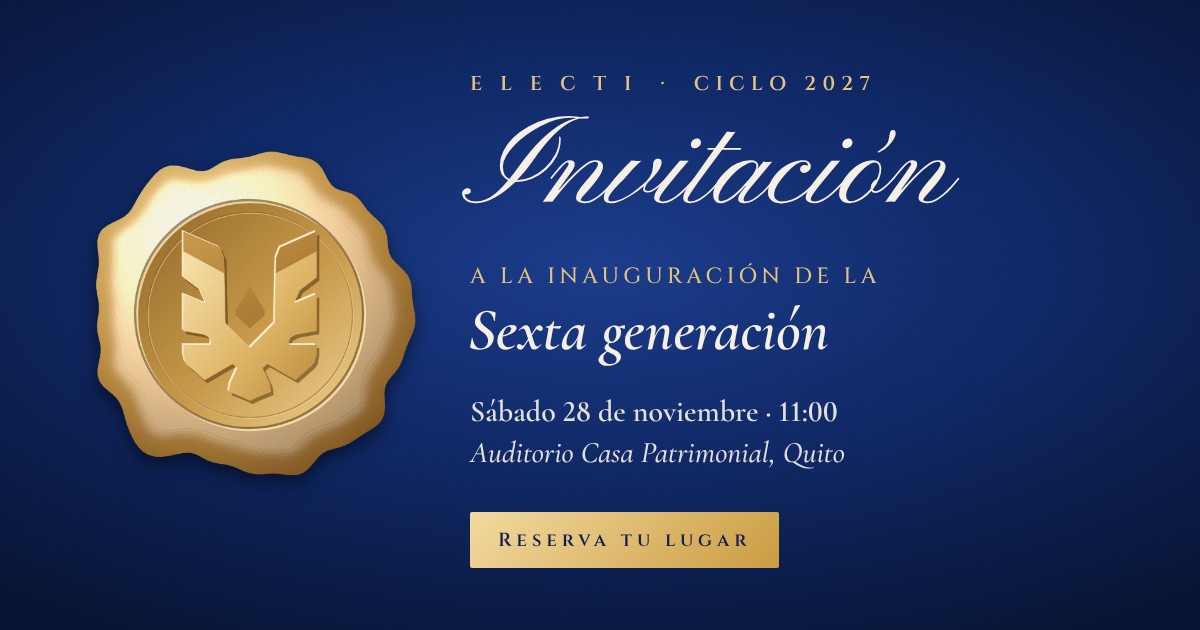 ELECTI · CICLO 2027
Invitación
A LA INAUGURACIÓN DE LA
Sexta generación
Sábado 28 de noviembre · 11:00
Auditorio Casa Patrimonial, Quito
RESERVA TU LUGAR